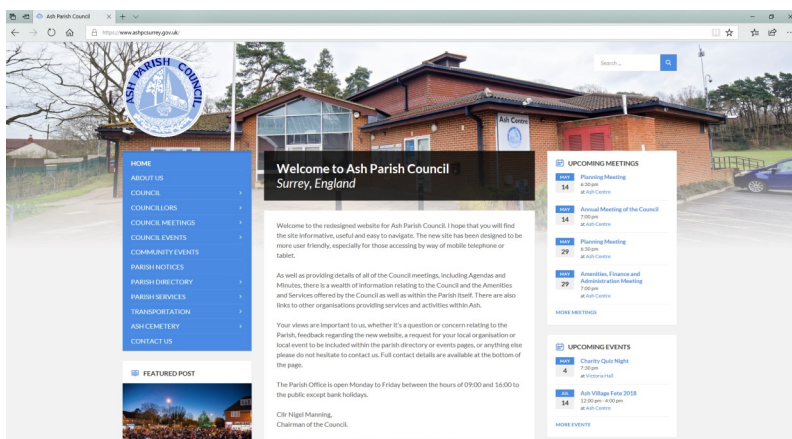 Ash Parish Council
https://www.ashpcsurrey.gov.uk/
ASH PARISH COUNCIL
Search...
Ash Centre
HOME
ABOUT US
COUNCIL
COUNCILLORS
COUNCIL MEETINGS
COUNCIL EVENTS
COMMUNITY EVENTS
PARISH NOTICES
PARISH DIRECTORY
PARISH SERVICES
TRANSPORTATION
ASH CEMETERY
CONTACT US
FEATURED POST
Welcome to Ash Parish Council
Surrey, England
Welcome to the redesigned website for Ash Parish Council. I hope that you will find
the site informative, useful and easy to navigate. The new site has been designed to be
more user friendly, especially for those accessing by way of mobile telephone or
tablet.
As well as providing details of all of the Council meetings, including Agendas and
Minutes, there is a wealth of information relating to the Council and the Amenities
and Services offered by the Council as well as within the Parish itself. There are also
links to other organisations providing services and activities within Ash.
Your views are important to us, whether it's a question or concern relating to the
Parish, feedback regarding the new website, a request for your local organisation or
local event to be included within the parish directory or events pages, or anything else
please do not hesitate to contact us. Full contact details are available at the bottom of
the page.
The Parish Office is open Monday to Friday between the hours of 09:00 and 16:00 to
the public except bank holidays.
Cllr Nigel Manning,
Chairman of the Council.
UPCOMING MEETINGS
MAY
14
Planning Meeting
6:30 pm
at Ash Centre
MAY
14
Annual Meeting of the Council
7:00 pm
at Ash Centre
MAY
29
Planning Meeting
6:30 pm
at Ash Centre
MAY
29
Amenities, Finance and
Administration Meeting
7:00 pm
at Ash Centre
MORE MEETINGS
UPCOMING EVENTS
MAY
4
Charity Quiz Night
7:30 pm
at Victoria Hall
JUL
14
Ash Village Fete 2018
12:00 pm - 4:00 pm
at Ash Centre
MORE EVENTS